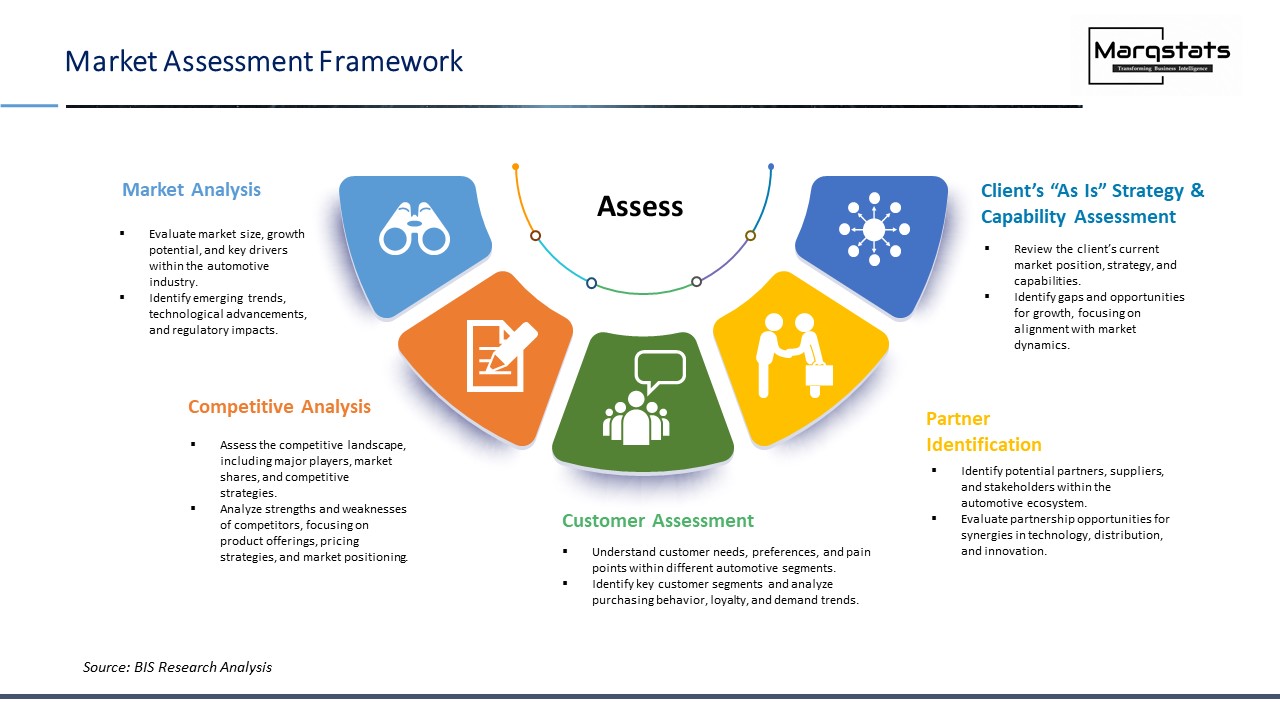 Market Assessment Framework
Marqstats
Transforming Business Intelligence
Market Analysis
▪ Evaluate market size, growth
potential, and key drivers
within the automotive
industry.
▪ Identify emerging trends,
technological advancements,
and regulatory impacts.
Assess
Client's “As Is” Strategy &
Capability Assessment
▪ Review the client's current
market position, strategy, and
capabilities.
▪ Identify gaps and opportunities
for growth, focusing on
alignment with market
dynamics.
Competitive Analysis
▪ Assess the competitive landscape,
including major players, market
shares, and competitive
strategies.
▪ Analyze strengths and weaknesses
of competitors, focusing on
product offerings, pricing
strategies, and market positioning.
Customer Assessment
▪ Understand customer needs, preferences, and pain
points within different automotive segments.
▪ Identify key customer segments and analyze
purchasing behavior, loyalty, and demand trends.
Partner
Identification
▪ Identify potential partners, suppliers,
and stakeholders within the
automotive ecosystem.
▪ Evaluate partnership opportunities for
synergies in technology, distribution,
and innovation.
Source: BIS Research Analysis